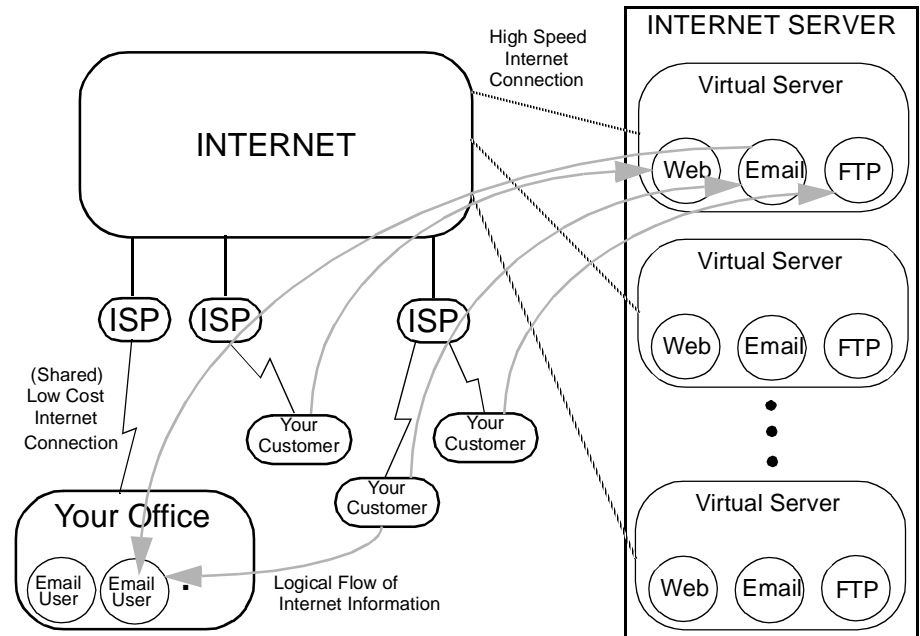 INTERNET SERVER
High Speed
Internet
Connection
Virtual Server
INTERNET
Web
Email
FTP
Virtual Server
ISP
ISP
ISP
Web
Email
FTP
(Shared)
Low Cost
Internet
Connection
Your
Customer
Your
Customer
Your
Customer
Virtual Server
Your Office
Email
User
Email
User
Logical Flow of
Internet Information
Web
Email
FTP